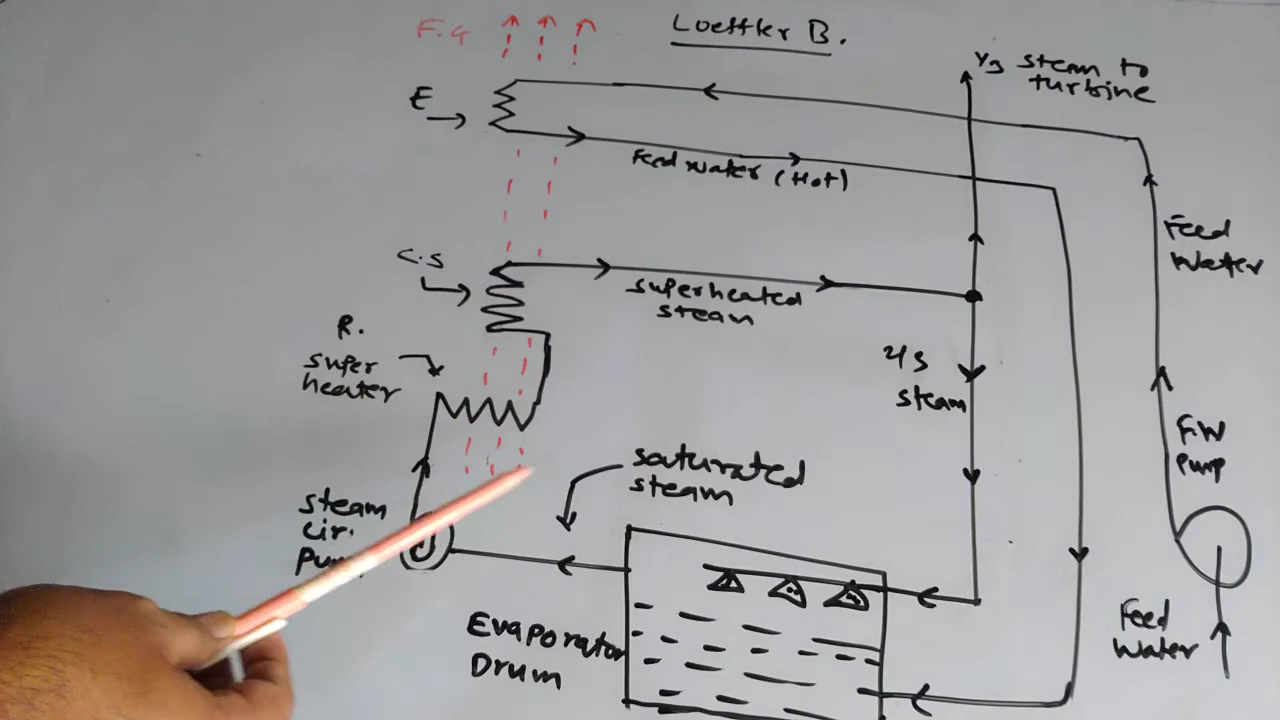 Loeffler B.
F.G
1/3 steam to
turbine
E
Feed water (Hot)
Feed
Water
C.S
superheated
steam
R.
super
heater
2/3
steam
F.W
Pump
saturated
steam
steam
cir.
Pump
Evaporator
Drum
Feed
Water